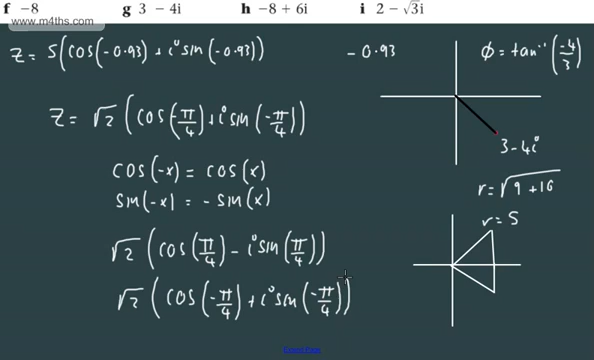 f −8 g 3 − 4i h −8 + 6i i 2 − √3i
www.m4ths.com
Z = 5(cos(-0.93) + i sin(-0.93))
-0.93
φ = tan⁻¹(-4/3)
Z = √2 (cos(-π/4) + i sin(-π/4))
3-4i
cos(-x) = cos(x)
sin(-x) = -sin(x)
r = √9+16
r = 5
√2 (cos(π/4) - i sin(π/4))
√2 (cos(-π/4) + i sin(-π/4))